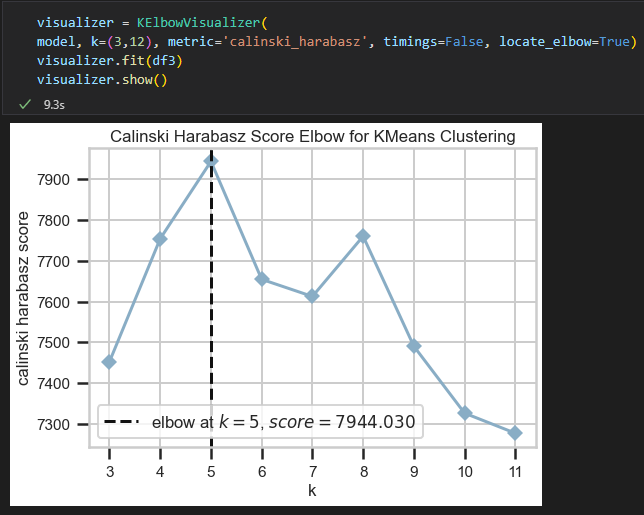 visualizer = KElbowVisualizer(
model, k=(3,12), metric='calinski_harabasz', timings=False, locate_elbow=True)
visualizer.fit(df3)
visualizer.show()
✓ 9.3s
Calinski Harabasz Score Elbow for KMeans Clustering
7900
7800
7700
7600
7500
7400
7300
calinski harabasz score
elbow at k = 5, score = 7944.030
3 4 5 6 7 8 9 10 11
k